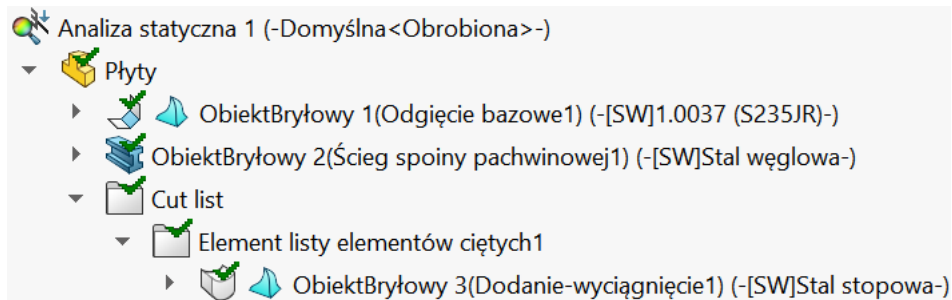 Analiza statyczna 1 (-Domyślna<Obrobiona>-)
Płyty
ObiektBryłowy 1(Odgięcie bazowe1) (-[SW]1.0037 (S235JR)-)
ObiektBryłowy 2(Ścieg spoiny pachwinowej1) (-[SW]Stal węglowa-)
Cut list
Element listy elementów ciętych1
ObiektBryłowy 3(Dodanie-wyciągnięcie1) (-[SW]Stal stopowa-)